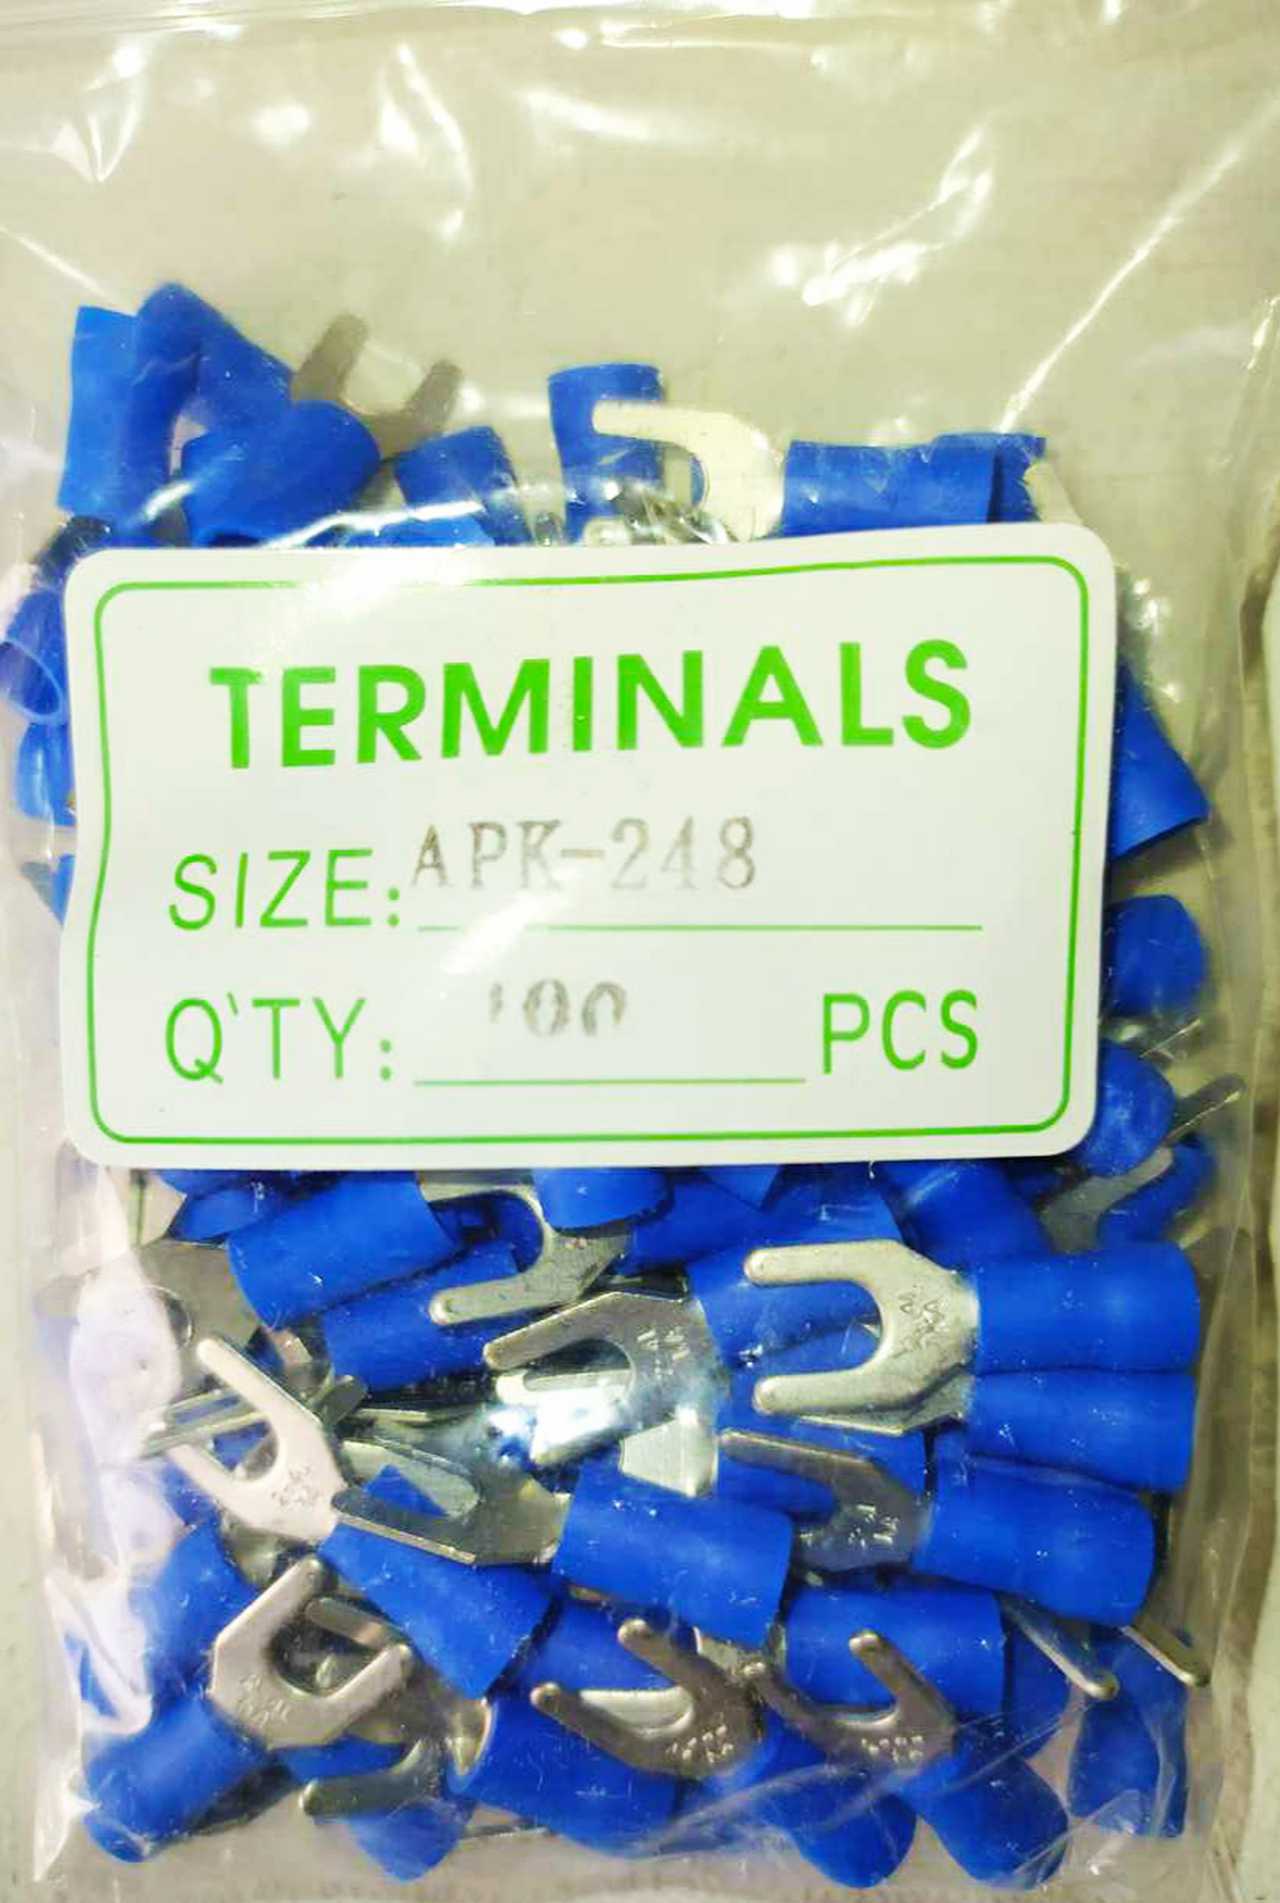 TERMINALS
SIZE: APK-248
Q'TY: 100 PCS